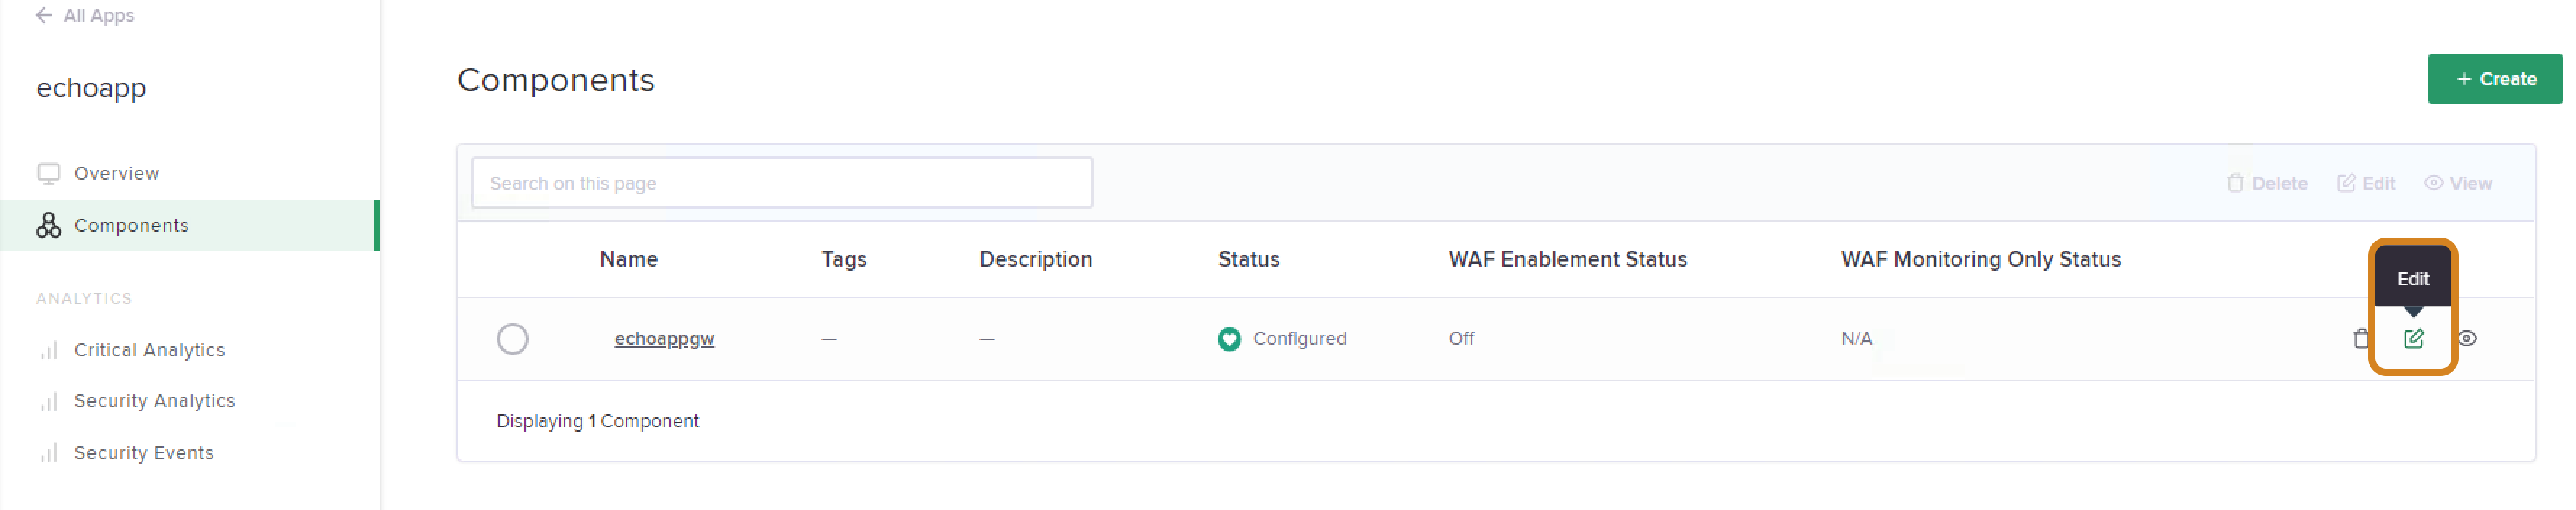 All Apps
echoapp
Overview
Components
ANALYTICS
Critical Analytics
Security Analytics
Security Events
Components
+ Create
Search on this page
Delete Edit View
Name Tags Description Status WAF Enablement Status WAF Monitoring Only Status
Edit
echoappgw — — Configured Off N/A
Displaying 1 Component